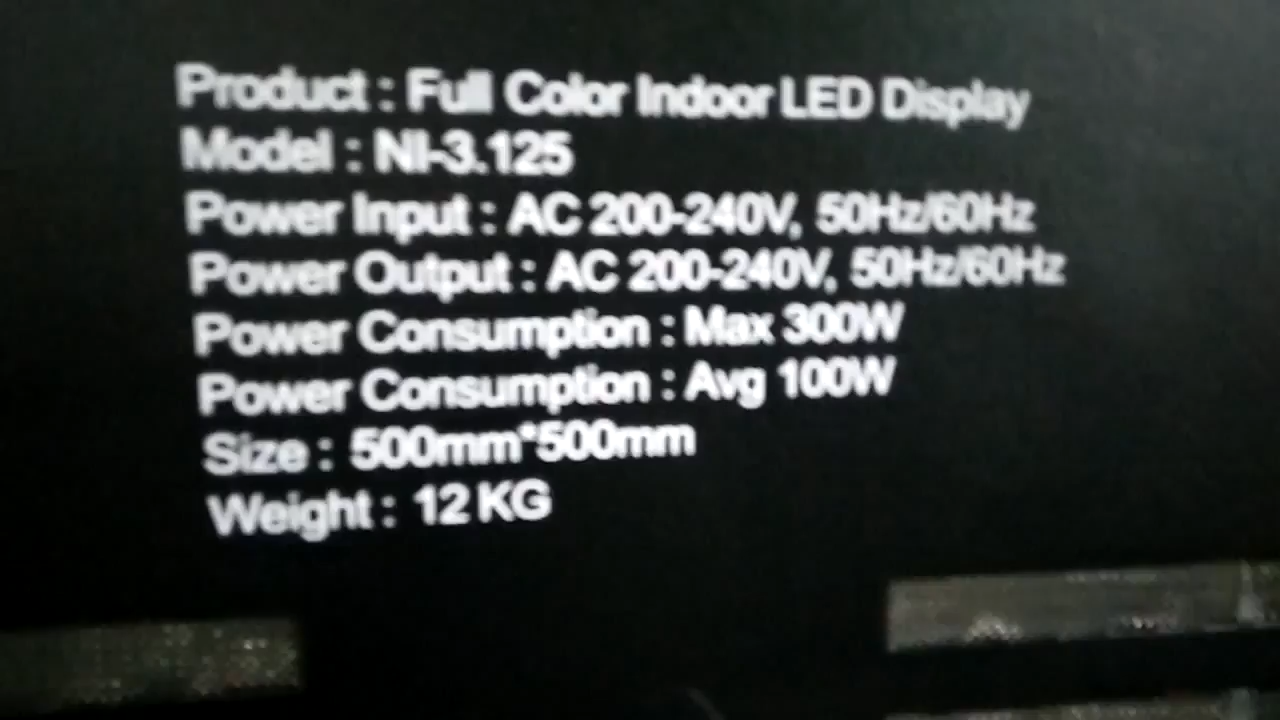 Product : Full Color Indoor LED Display
Model : NI-3.125
Power Input : AC 200-240V, 50Hz/60Hz
Power Output : AC 200-240V, 50Hz/60Hz
Power Consumption : Max 300W
Power Consumption : Avg 100W
Size : 500mm*500mm
Weight : 12 KG